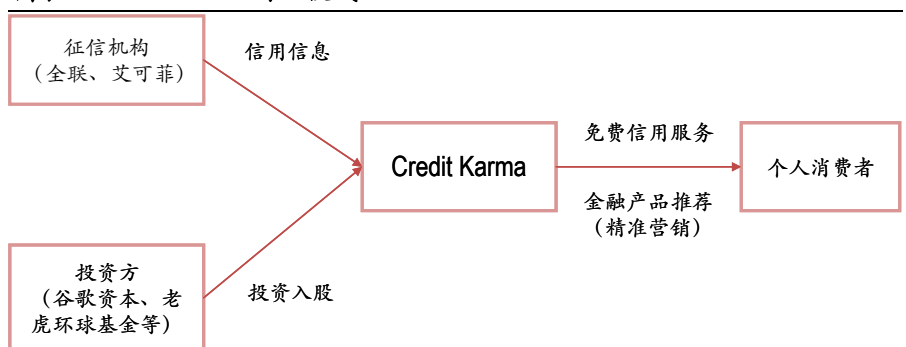 征信机构
（全联、艾可菲）
信用信息
Credit Karma
免费信用服务
金融产品推荐
（精准营销）
个人消费者
投资方
（谷歌资本、老
虎环球基金等）
投资入股